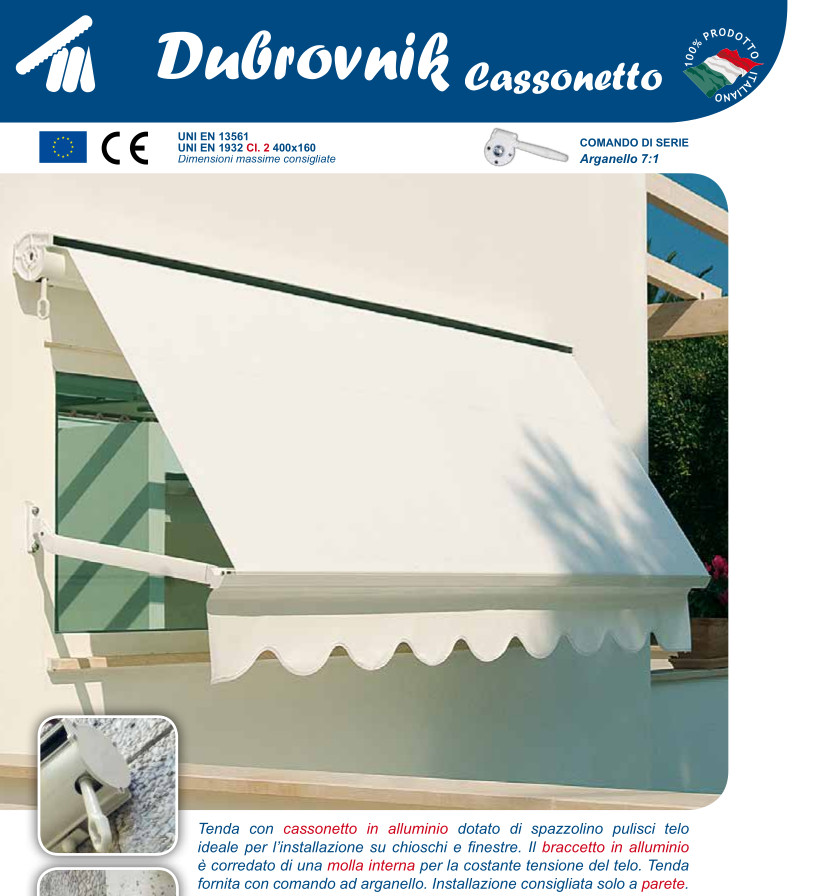 Dubrovnik Cassonetto
100% PRODOTTO ITALIANO
CE
UNI EN 13561
UNI EN 1932 Cl. 2 400x160
Dimensioni massime consigliate
COMANDO DI SERIE
Arganello 7:1
Tenda con cassonetto in alluminio dotato di spazzolino pulisci telo
ideale per l'installazione su chioschi e finestre. Il braccetto in alluminio
è corredato di una molla interna per la costante tensione del telo. Tenda
fornita con comando ad arganello. Installazione consigliata solo a parete.